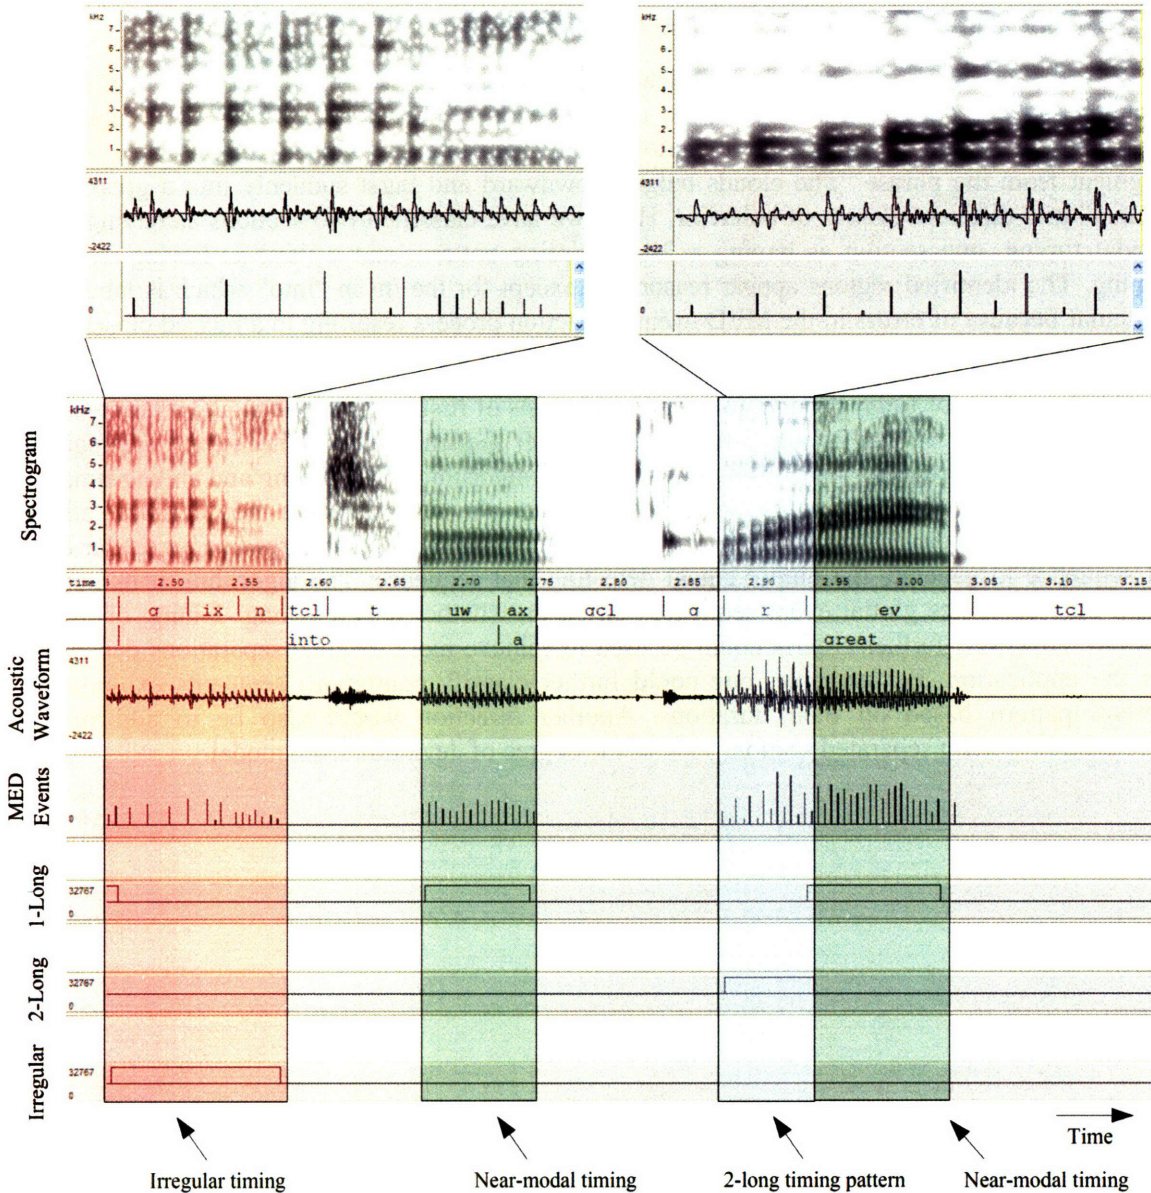 kHz
7-
6-
5-
4-
3-
2-
1-
4311
-2422
0
kHz
7-
6-
5-
4-
3-
2-
1-
4311
-2422
0
Spectrogram
kHz
7-
6-
5-
4-
3-
2-
1-
time 2.50 2.55 2.60 2.65 2.70 2.75 2.80 2.85 2.90 2.95 3.00 3.05 3.10 3.15
ɑ ix n tcl t uw ax ɑcl ɑ r ey tcl
into a ɑreat
Acoustic
Waveform
4311
-2422
MED
Events
0
1-Long
32767
0
2-Long
32767
0
Irregular
32767
0
Time
Irregular timing Near-modal timing 2-long timing pattern Near-modal timing